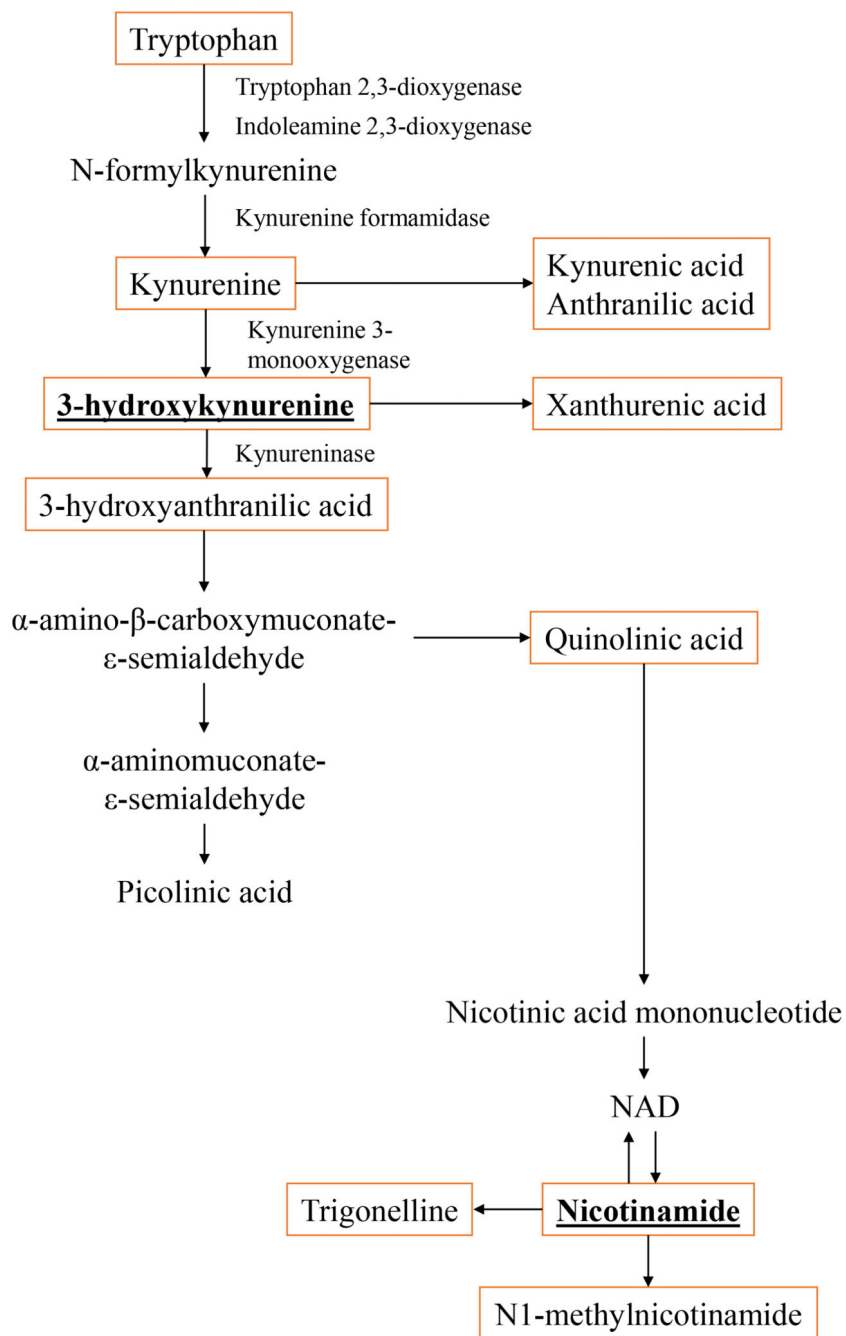 Tryptophan
Tryptophan 2,3-dioxygenase
Indoleamine 2,3-dioxygenase
N-formylkynurenine
Kynurenine formamidase
Kynurenine
Kynurenic acid
Anthranilic acid
Kynurenine 3-
monooxygenase
3-hydroxykynurenine
Xanthurenic acid
Kynureninase
3-hydroxyanthranilic acid
α-amino-β-carboxymuconate-
ε-semialdehyde
Quinolinic acid
α-aminomuconate-
ε-semialdehyde
Picolinic acid
Nicotinic acid mononucleotide
NAD
Trigonelline
Nicotinamide
N1-methylnicotinamide